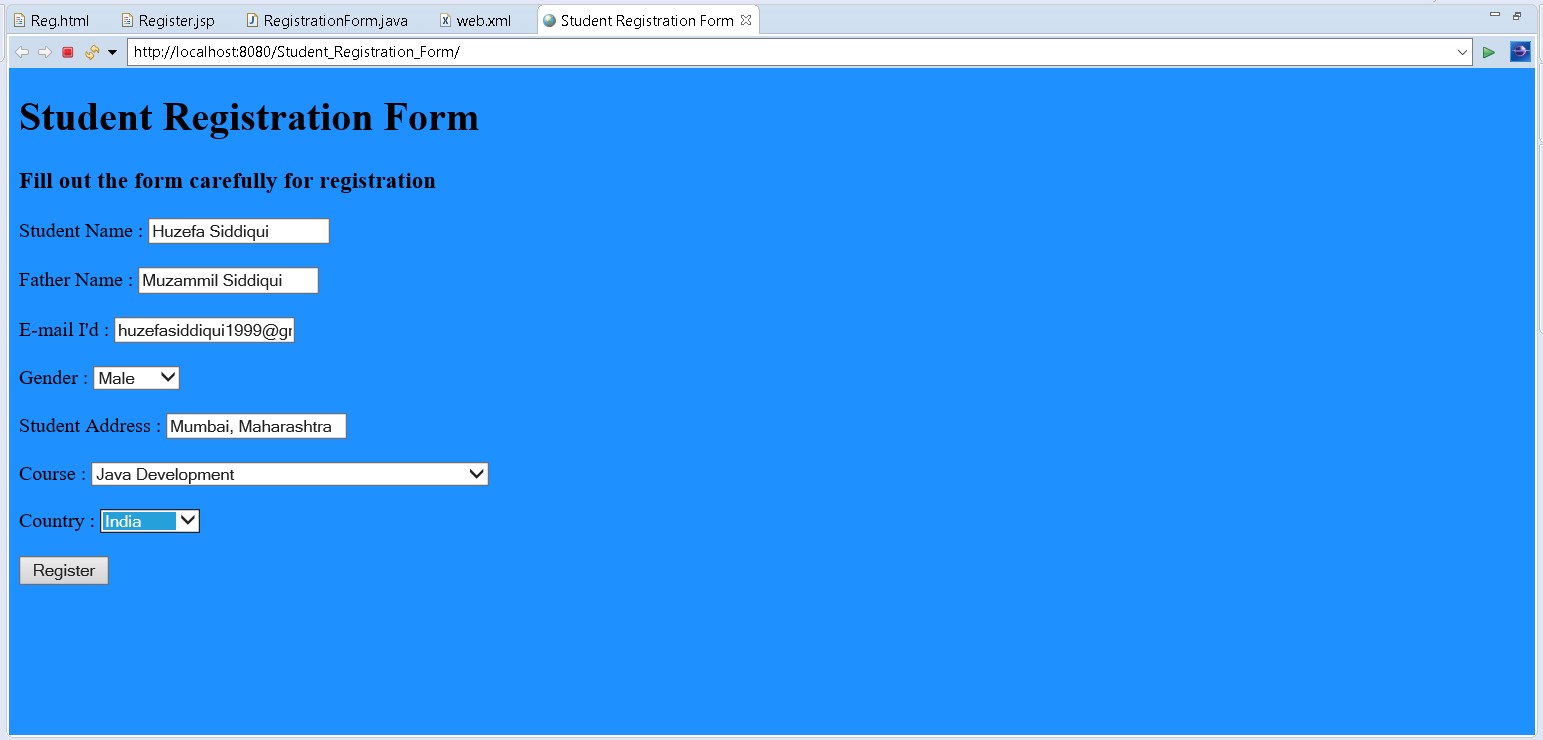 Reg.html Register.jsp RegistrationForm.java web.xml Student Registration Form
http://localhost:8080/Student_Registration_Form/
Student Registration Form
Fill out the form carefully for registration
Student Name : Huzefa Siddiqui
Father Name : Muzammil Siddiqui
E-mail I'd : huzefasiddiqui1999@gr
Gender : Male
Student Address : Mumbai, Maharashtra
Course : Java Development
Country : India
Register